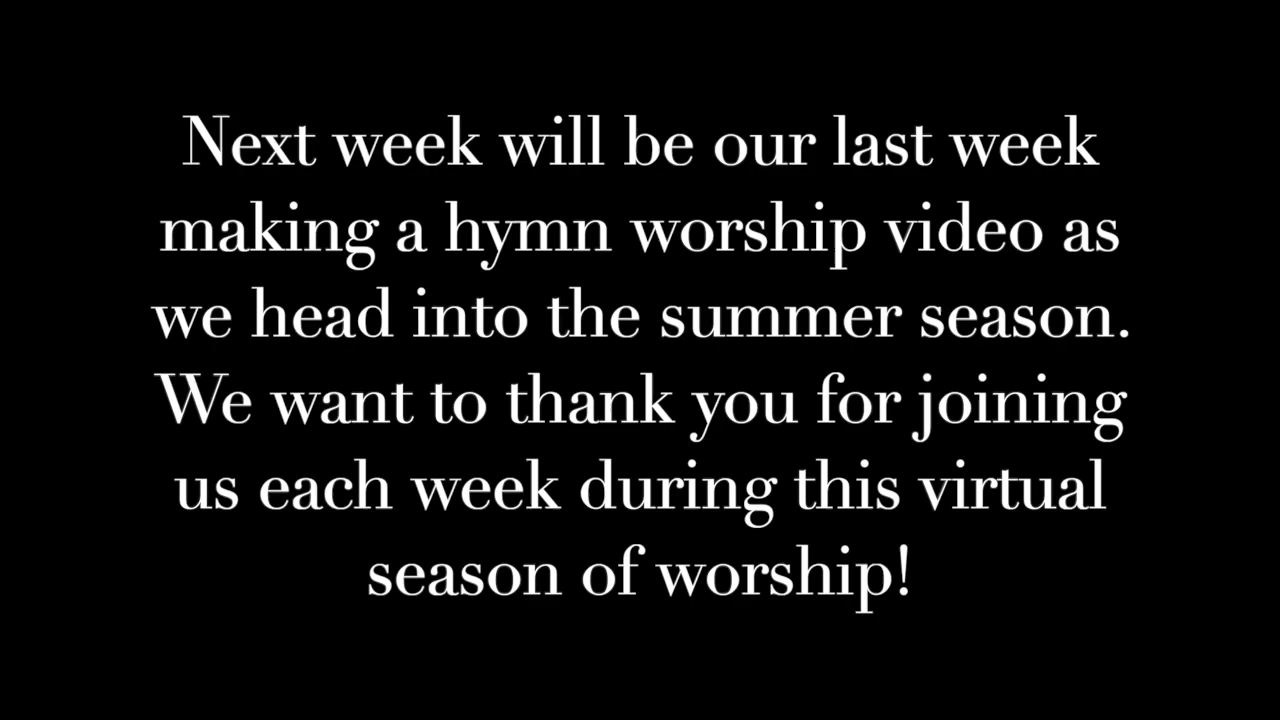 Next week will be our last week
making a hymn worship video as
we head into the summer season.
We want to thank you for joining
us each week during this virtual
season of worship!